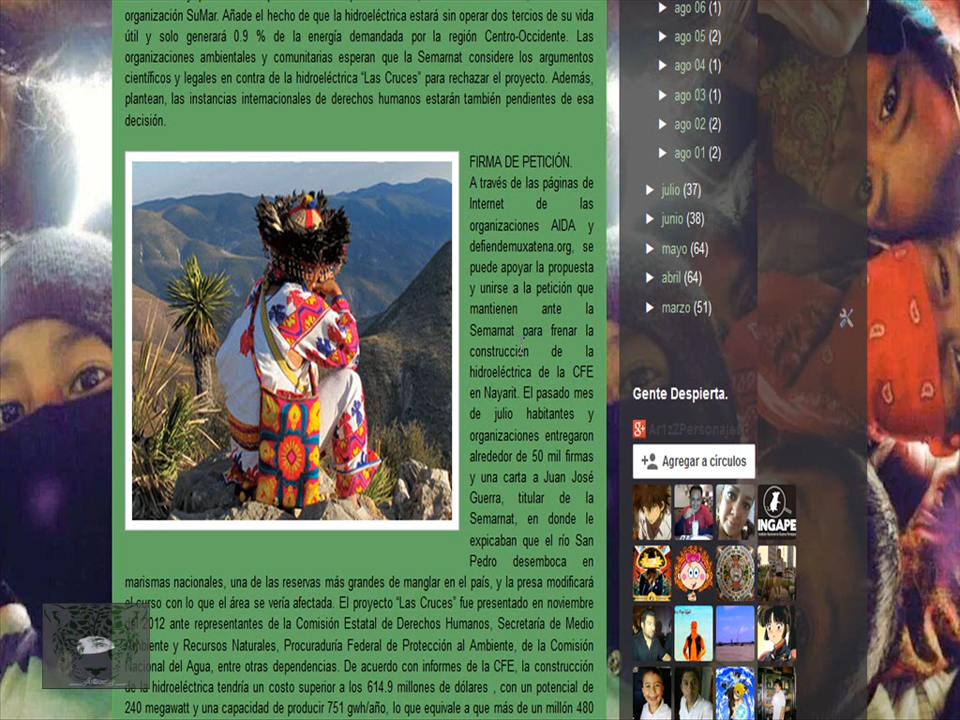 organización SuMar. Añade el hecho de que la hidroeléctrica estará sin operar dos tercios de su vida
útil y solo generará 0.9 % de la energía demandada por la región Centro-Occidente. Las
organizaciones ambientales y comunitarias esperan que la Semarnat considere los argumentos
científicos y legales en contra de la hidroeléctrica “Las Cruces” para rechazar el proyecto. Además,
plantean, las instancias internacionales de derechos humanos estarán también pendientes de esa
decisión.
FIRMA DE PETICIÓN.
A través de las páginas de
Internet de las
organizaciones AIDA y
defiendemuxatena.org, se
puede apoyar la propuesta
y unirse a la petición que
mantienen ante la
Semarnat para frenar la
construcción de la
hidroeléctrica de la CFE
en Nayarit. El pasado mes
de julio habitantes y
organizaciones entregaron
alrededor de 50 mil firmas
y una carta a Juan José
Guerra, titular de la
Semarnat, en donde le
expicaban que el río San
Pedro desemboca en
marismas nacionales, una de las reservas más grandes de manglar en el país, y la presa modificará
el curso con lo que el área se vería afectada. El proyecto “Las Cruces” fue presentado en noviembre
del 2012 ante representantes de la Comisión Estatal de Derechos Humanos, Secretaría de Medio
Ambiente y Recursos Naturales, Procuraduría Federal de Protección al Ambiente, de la Comisión
Nacional del Agua, entre otras dependencias. De acuerdo con informes de la CFE, la construcción
de la hidroeléctrica tendría un costo superior a los 614.9 millones de dólares , con un potencial de
240 megawatt y una capacidad de producir 751 gwh/año, lo que equivale a que más de un millón 480
ago 06 (1)
ago 05 (2)
ago 04 (1)
ago 03 (1)
ago 02 (2)
ago 01 (2)
julio (37)
junio (38)
mayo (64)
abril (64)
marzo (51)
Gente Despierta.
Ar1z2Personajes
Agregar a círculos
INGAPE